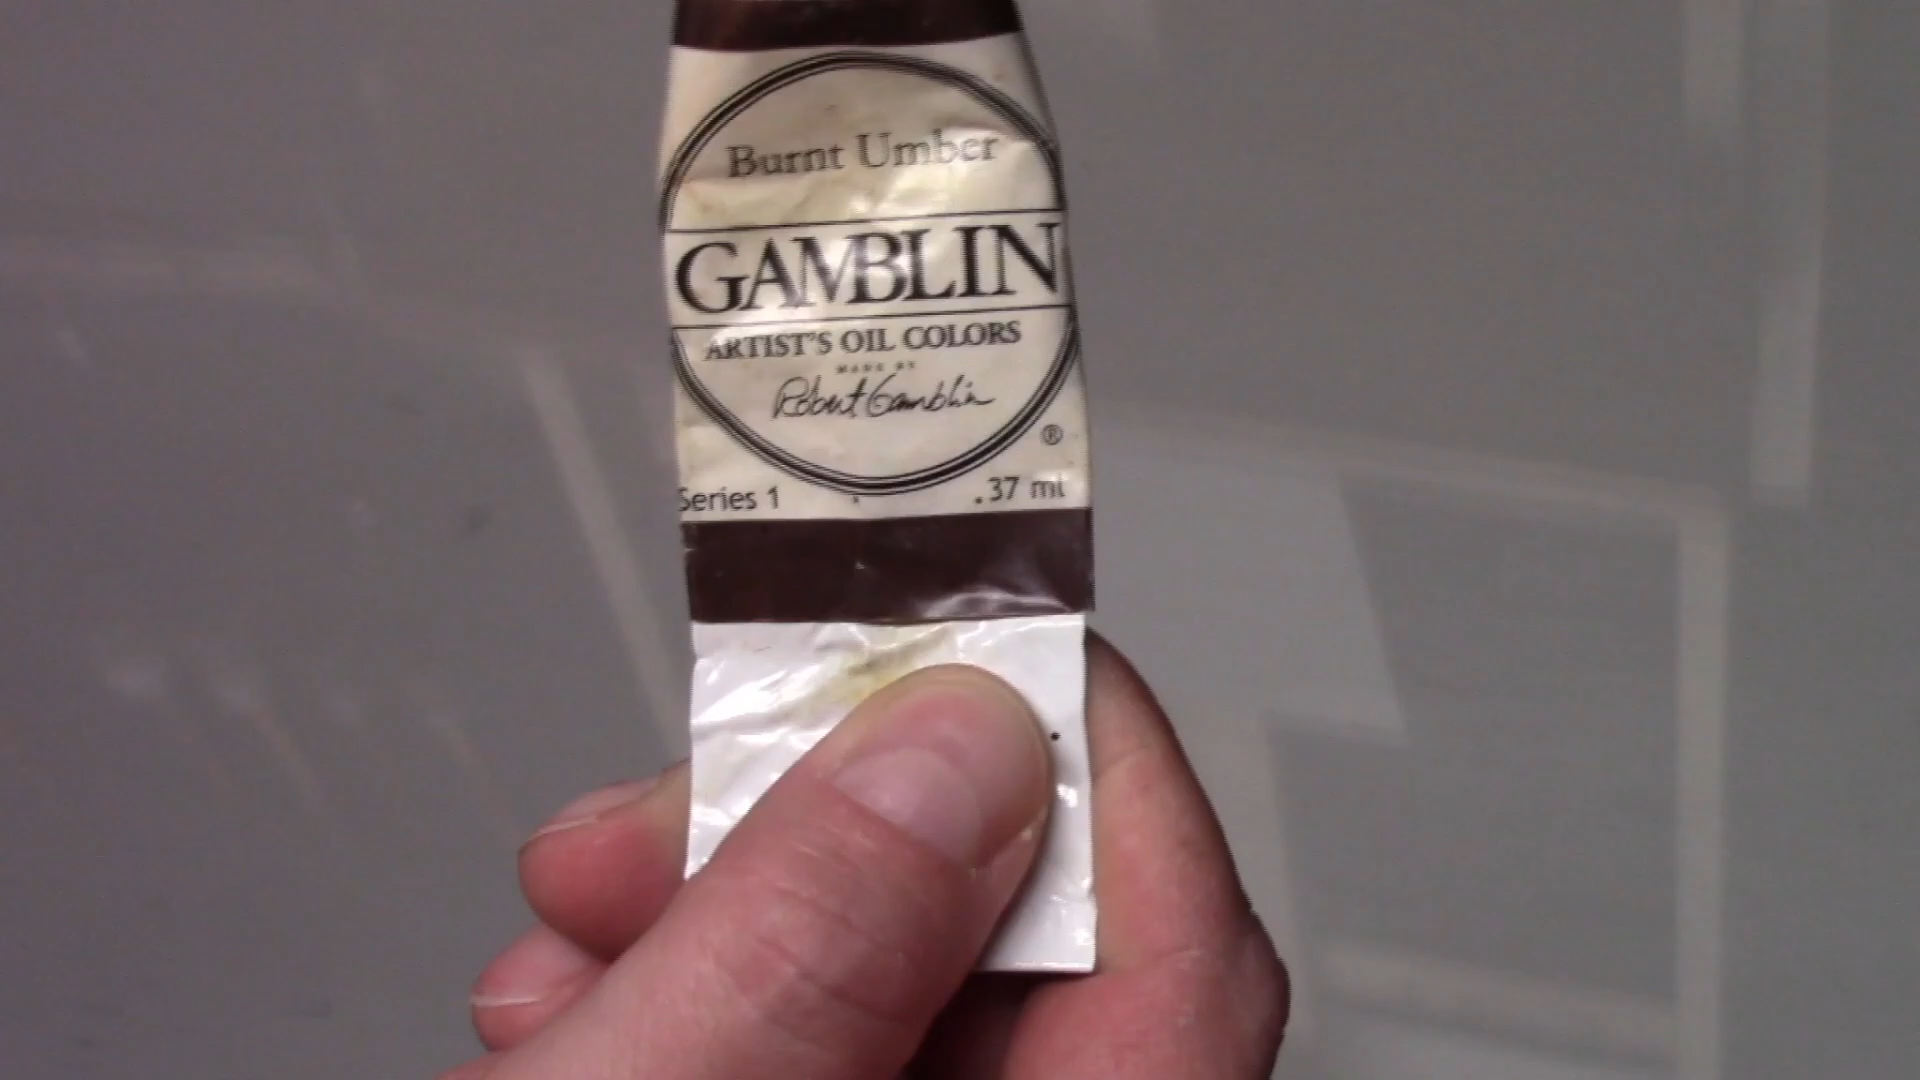 Burnt Umber
GAMBLIN
ARTIST'S OIL COLORS
MADE BY
Robert Gamblin
®
Series 1 .37 ml